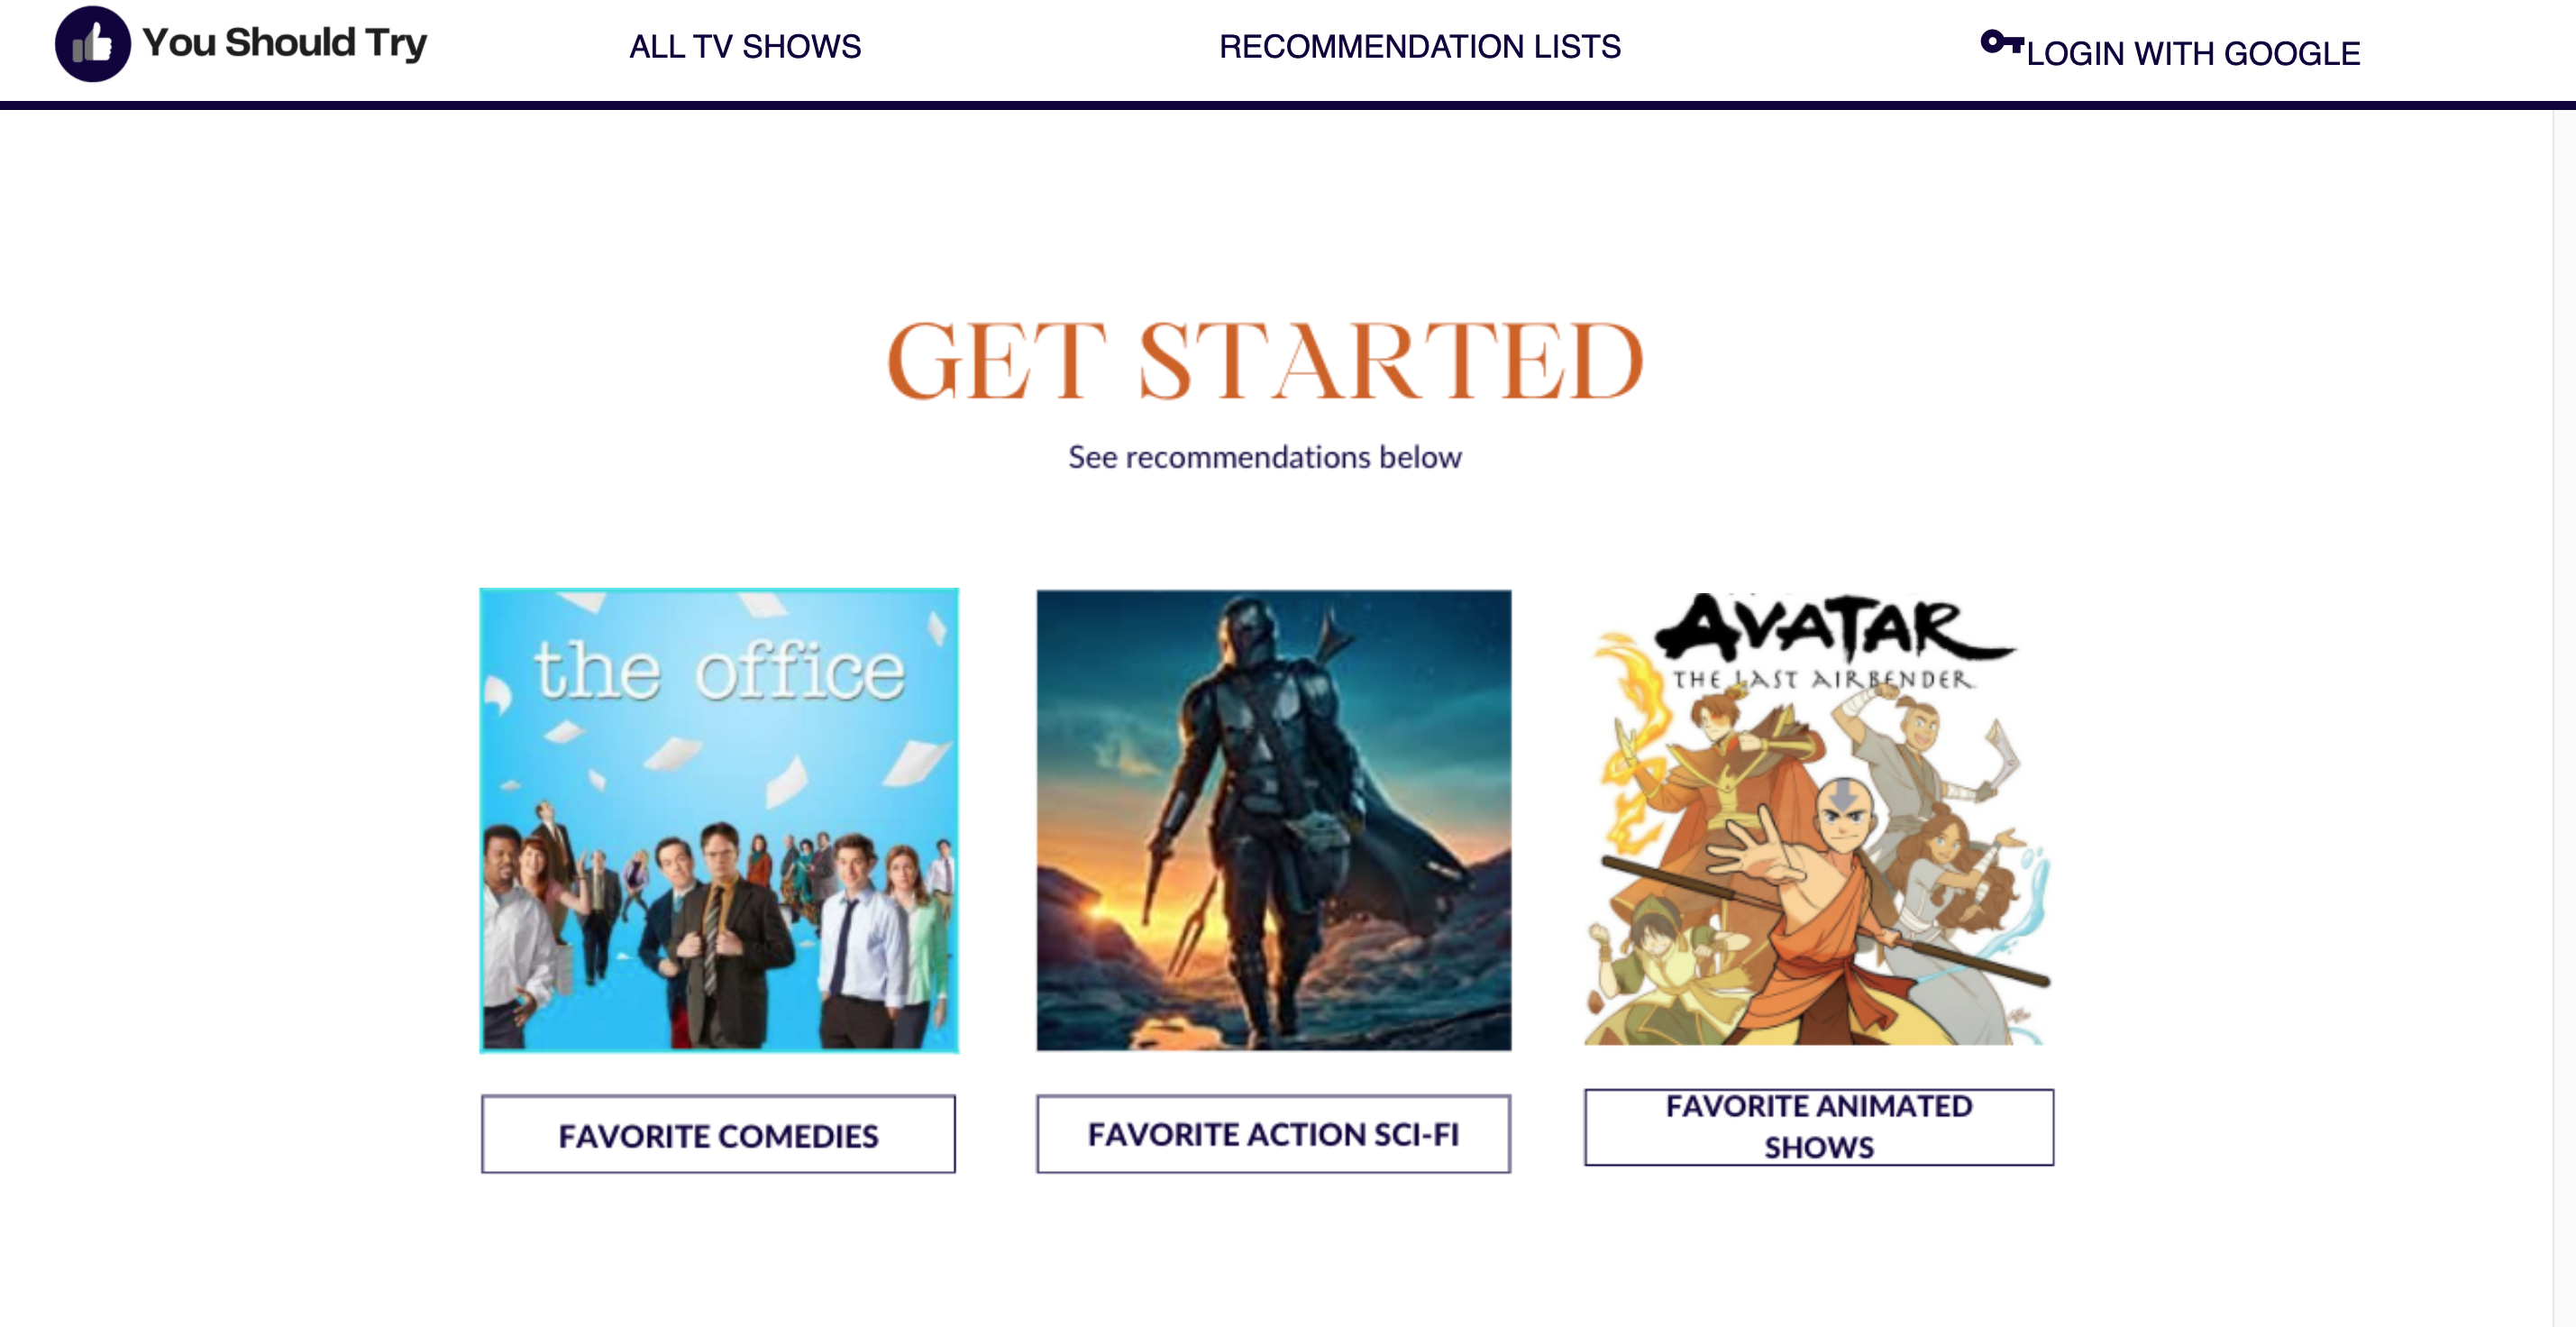 You Should Try
ALL TV SHOWS
RECOMMENDATION LISTS
LOGIN WITH GOOGLE
GET STARTED
See recommendations below
the office
AVATAR
THE LAST AIRBENDER
FAVORITE COMEDIES
FAVORITE ACTION SCI-FI
FAVORITE ANIMATED
SHOWS